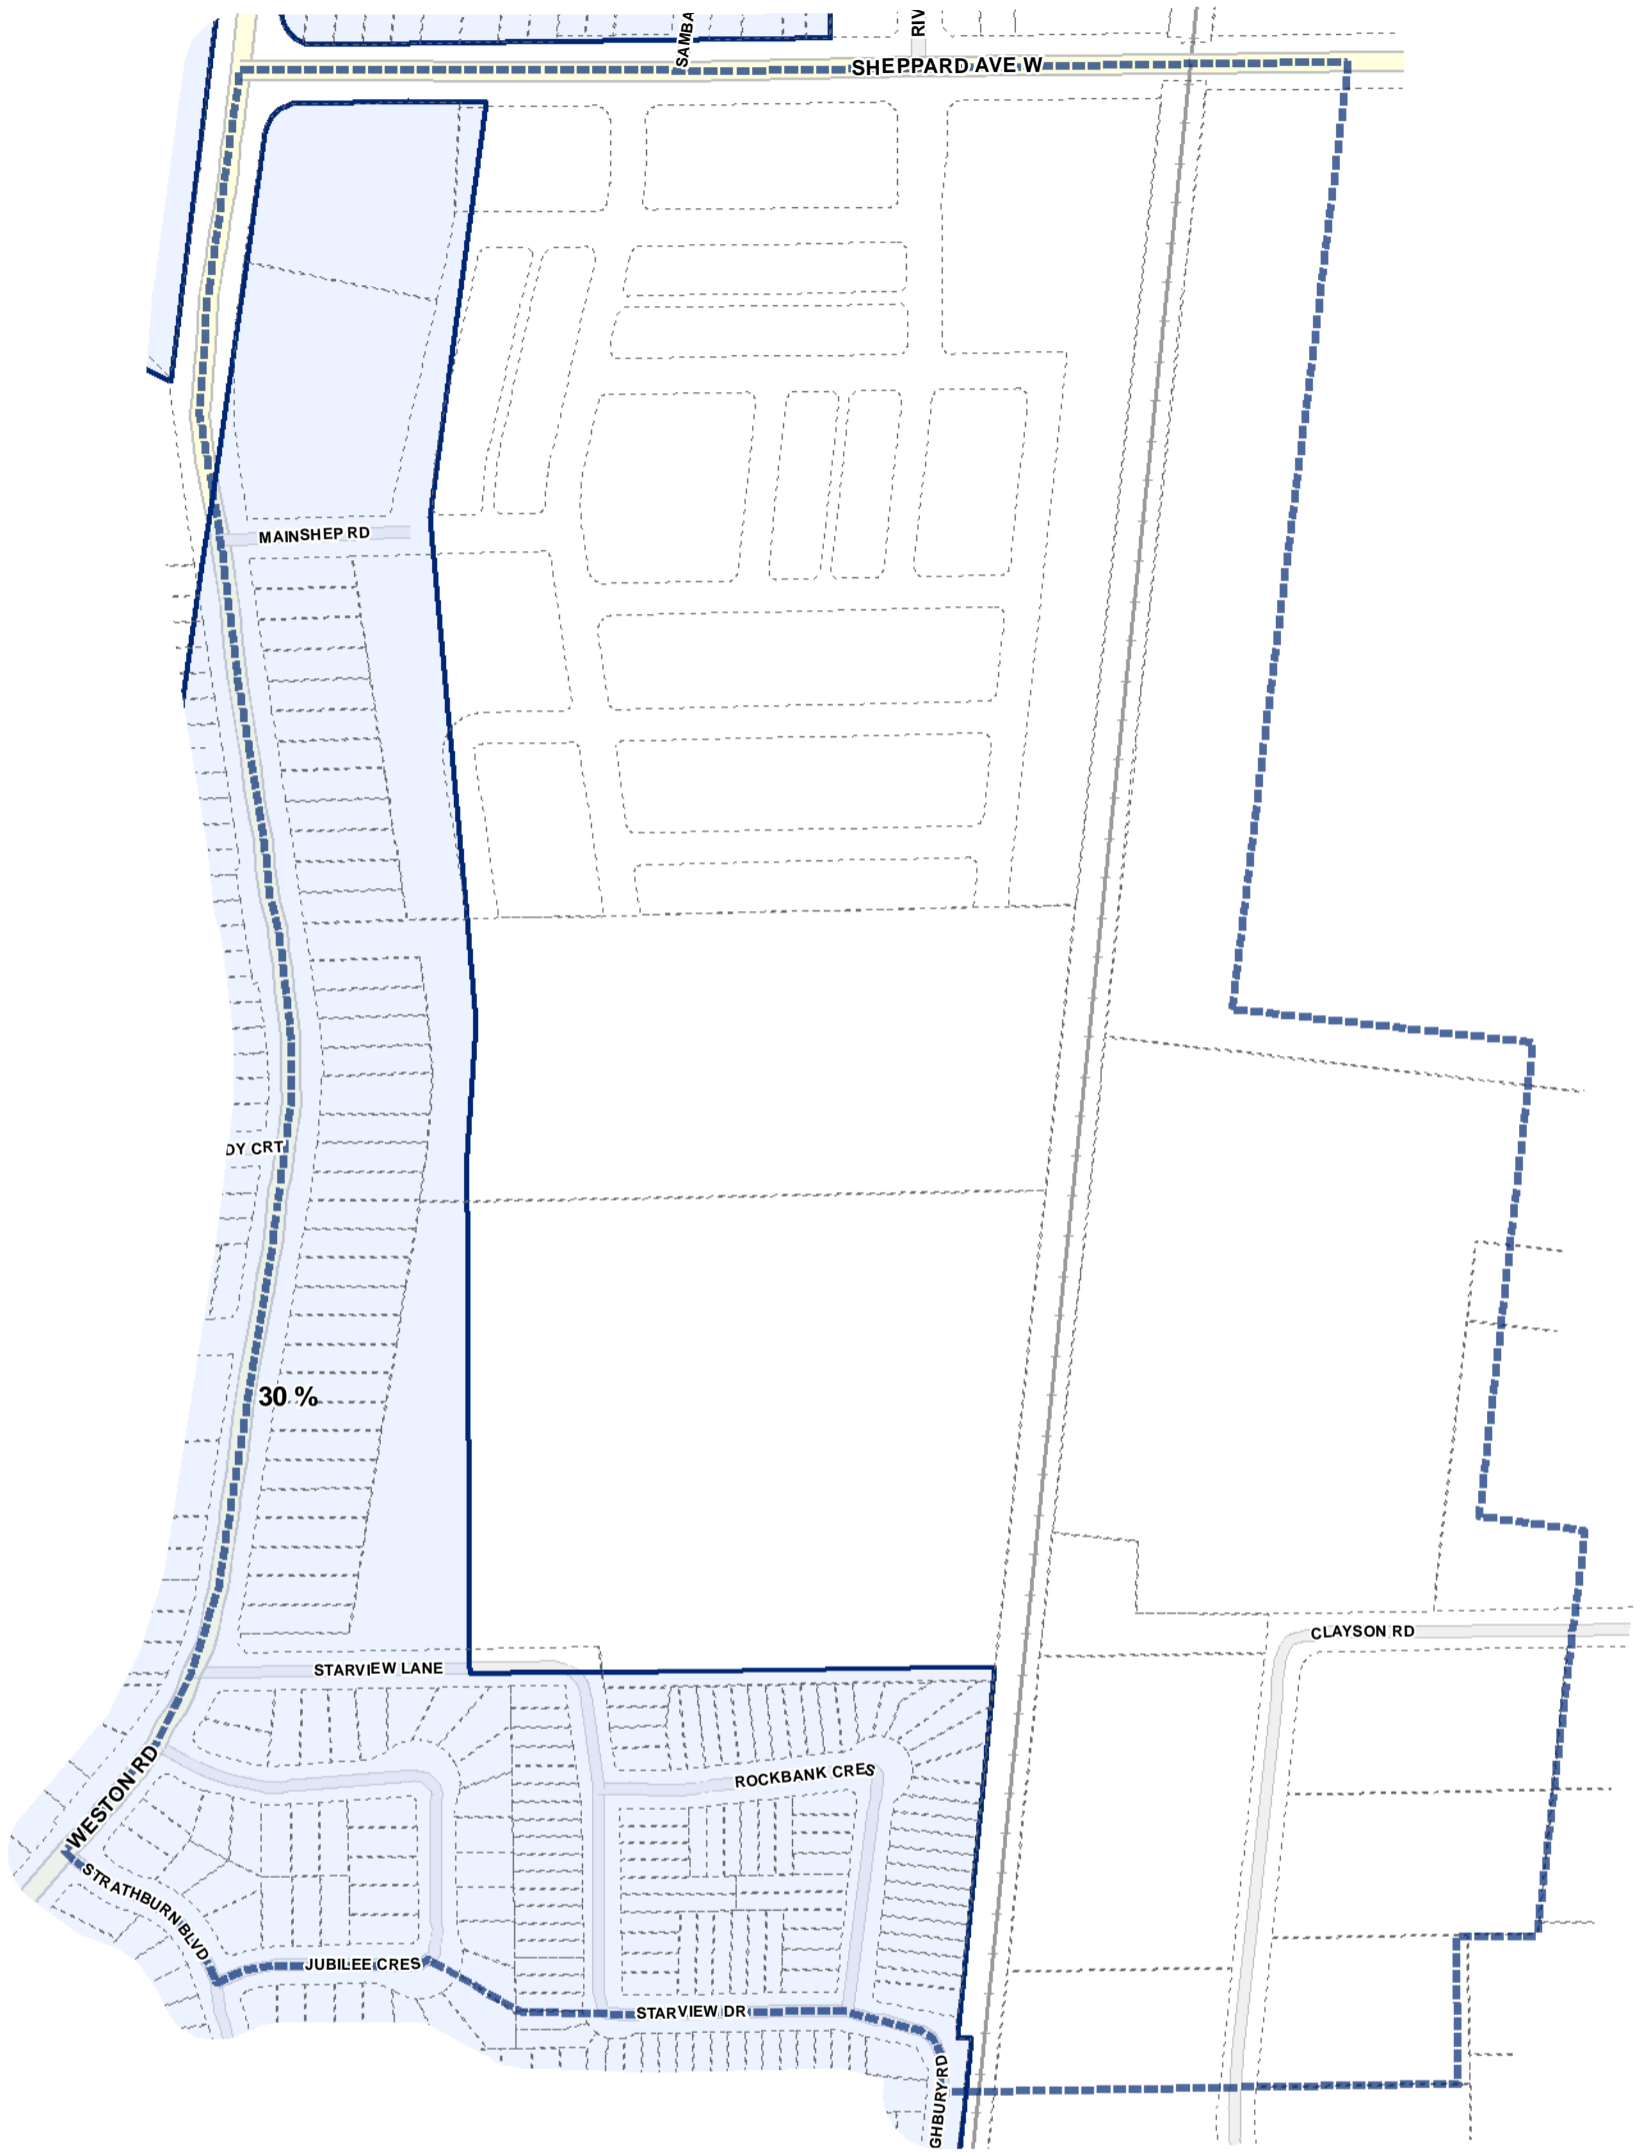 SAMBA
RIV
SHEPPARD AVE W
MAINSHEP RD
DY CRT
30 %
CLAYSON RD
STARVIEW LANE
WESTON RD
ROCKBANK CRES
STRATHBURN BLVD
JUBILEE CRES
STARVIEW DR
GHBURY RD